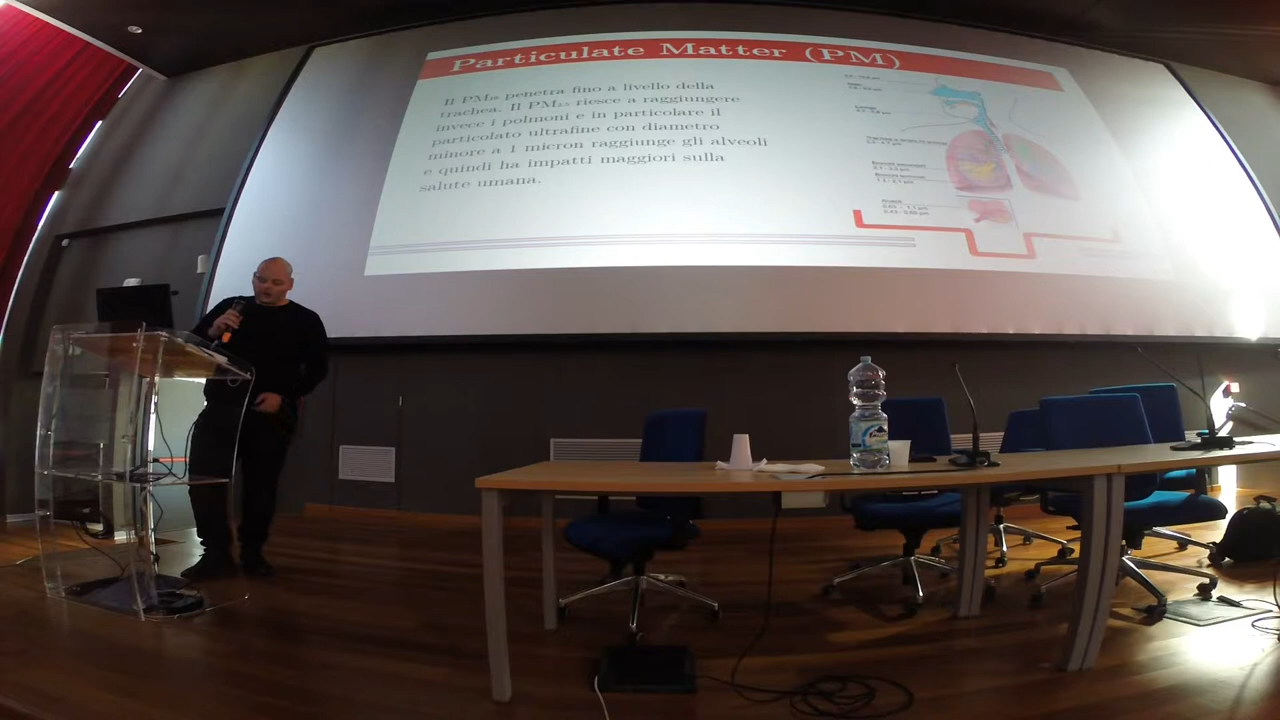 Particulate Matter (PM)
Il PM₁₀ penetra fino a livello della
trachea. Il PM₂.₅ riesce a raggiungere
invece i polmoni e in particolare il
particolato ultrafine con diametro
minore a 1 micron raggiunge gli alveoli
e quindi ha impatti maggiori sulla
salute umana.